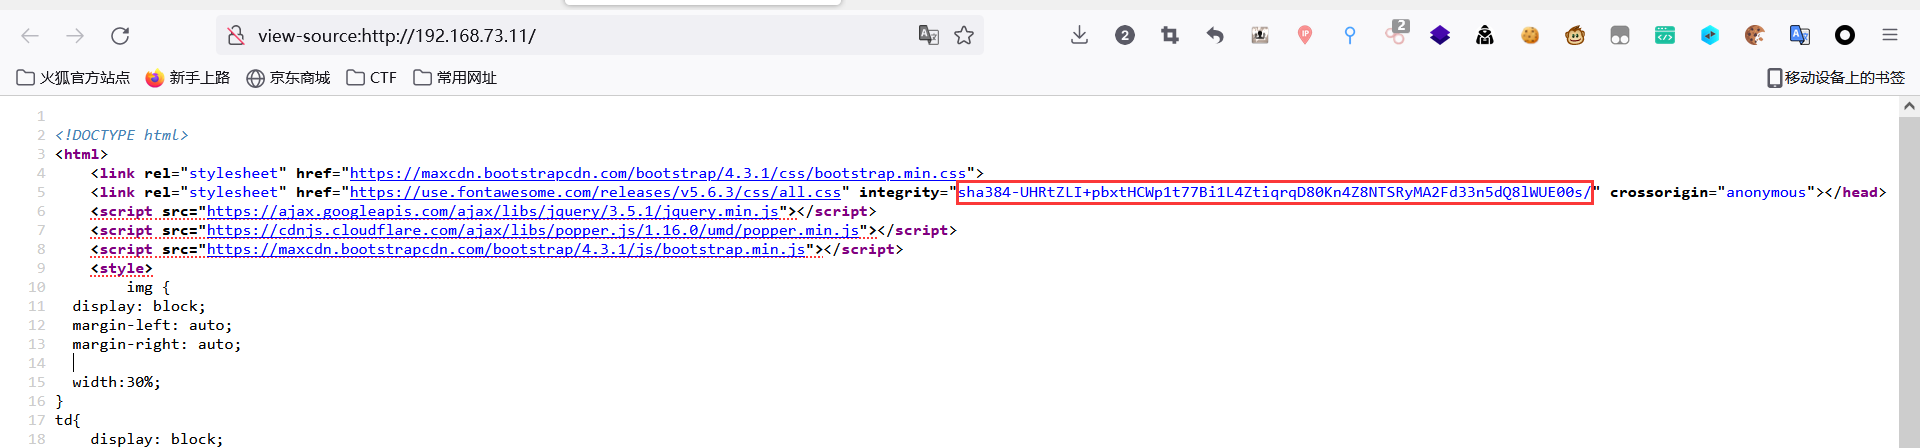 view-source:http://192.168.73.11/
2
2
火狐官方站点 新手上路 京东商城 CTF 常用网址 移动设备上的书签
1
2 <!DOCTYPE html>
3 <html>
4 <link rel="stylesheet" href="https://maxcdn.bootstrapcdn.com/bootstrap/4.3.1/css/bootstrap.min.css">
5 <link rel="stylesheet" href="https://use.fontawesome.com/releases/v5.6.3/css/all.css" integrity="sha384-UHRtZLI+pbxtHCWp1t77Bi1L4ZtiqrqD80Kn4Z8NTSRyMA2Fd33n5dQ8lWUE00s/" crossorigin="anonymous"></head>
6 <script src="https://ajax.googleapis.com/ajax/libs/jquery/3.5.1/jquery.min.js"></script>
7 <script src="https://cdnjs.cloudflare.com/ajax/libs/popper.js/1.16.0/umd/popper.min.js"></script>
8 <script src="https://maxcdn.bootstrapcdn.com/bootstrap/4.3.1/js/bootstrap.min.js"></script>
9 <style>
10 img {
11 display: block;
12 margin-left: auto;
13 margin-right: auto;
14
15 width:30%;
16 }
17 td{
18 display: block;